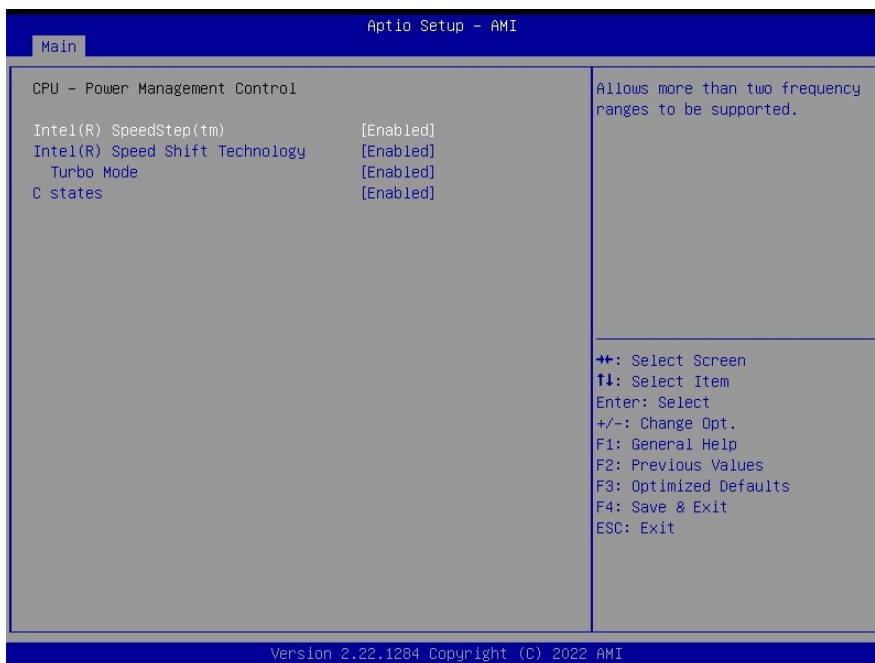 Aptio Setup – AMI
Main
CPU – Power Management Control
Intel(R) SpeedStep(tm) [Enabled]
Intel(R) Speed Shift Technology [Enabled]
Turbo Mode [Enabled]
C states [Enabled]
Allows more than two frequency
ranges to be supported.
→←: Select Screen
↑↓: Select Item
Enter: Select
+/-: Change Opt.
F1: General Help
F2: Previous Values
F3: Optimized Defaults
F4: Save & Exit
ESC: Exit
Version 2.22.1284 Copyright (C) 2022 AMI